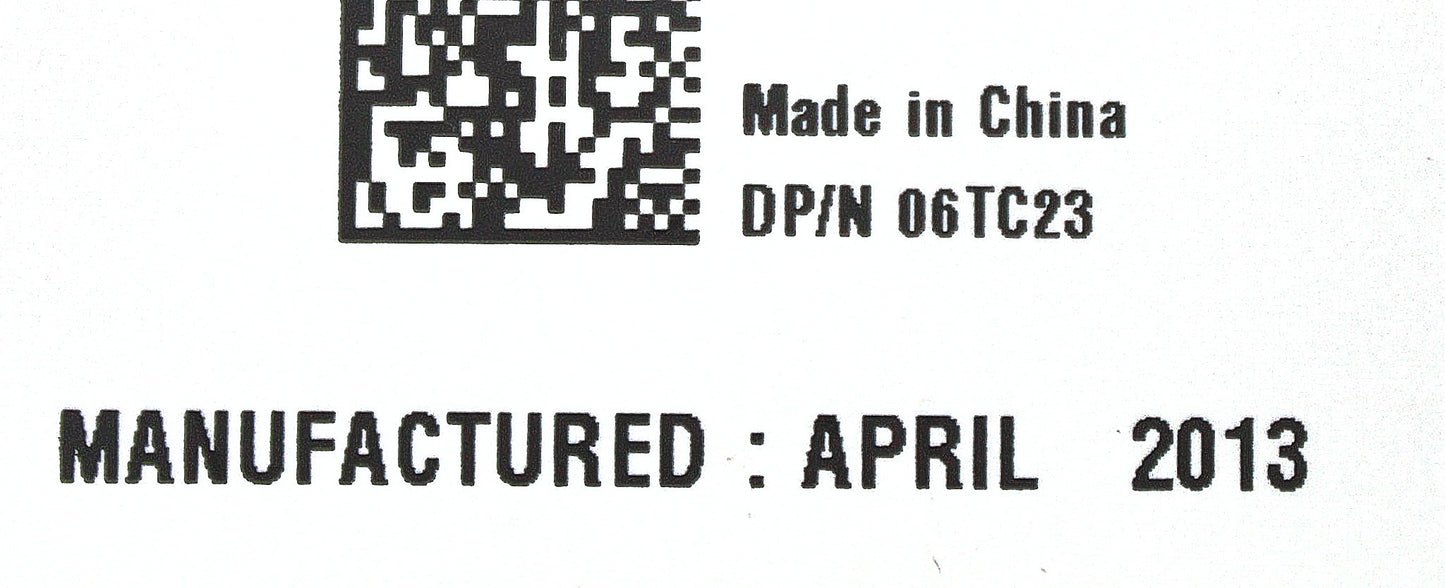 Made in China
DP/N 06TC23
MANUFACTURED : APRIL 2013